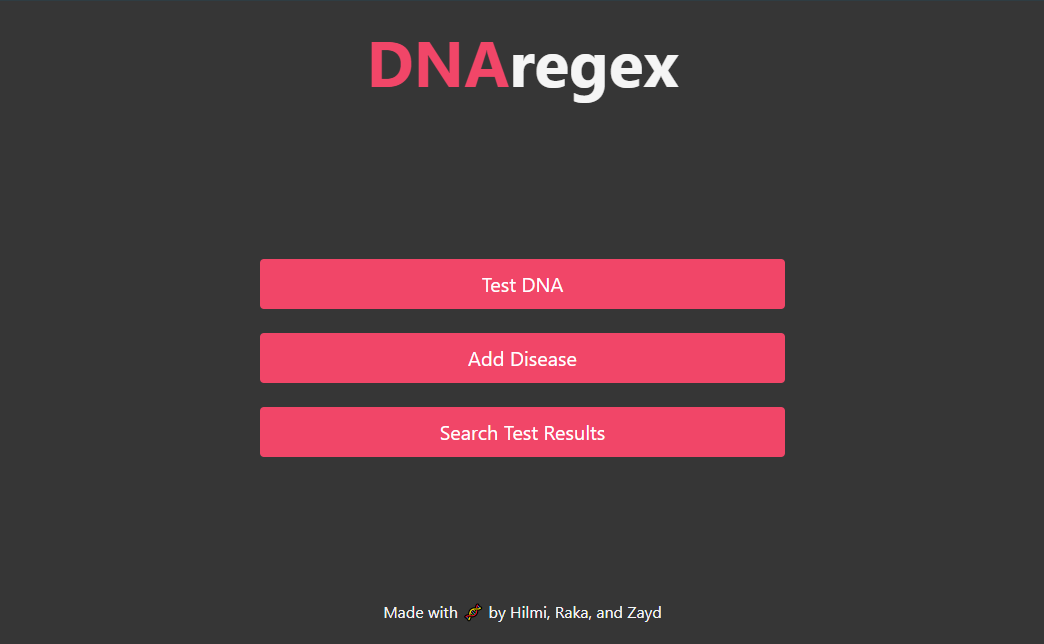 DNAregex
Test DNA
Add Disease
Search Test Results
Made with 🧬 by Hilmi, Raka, and Zayd